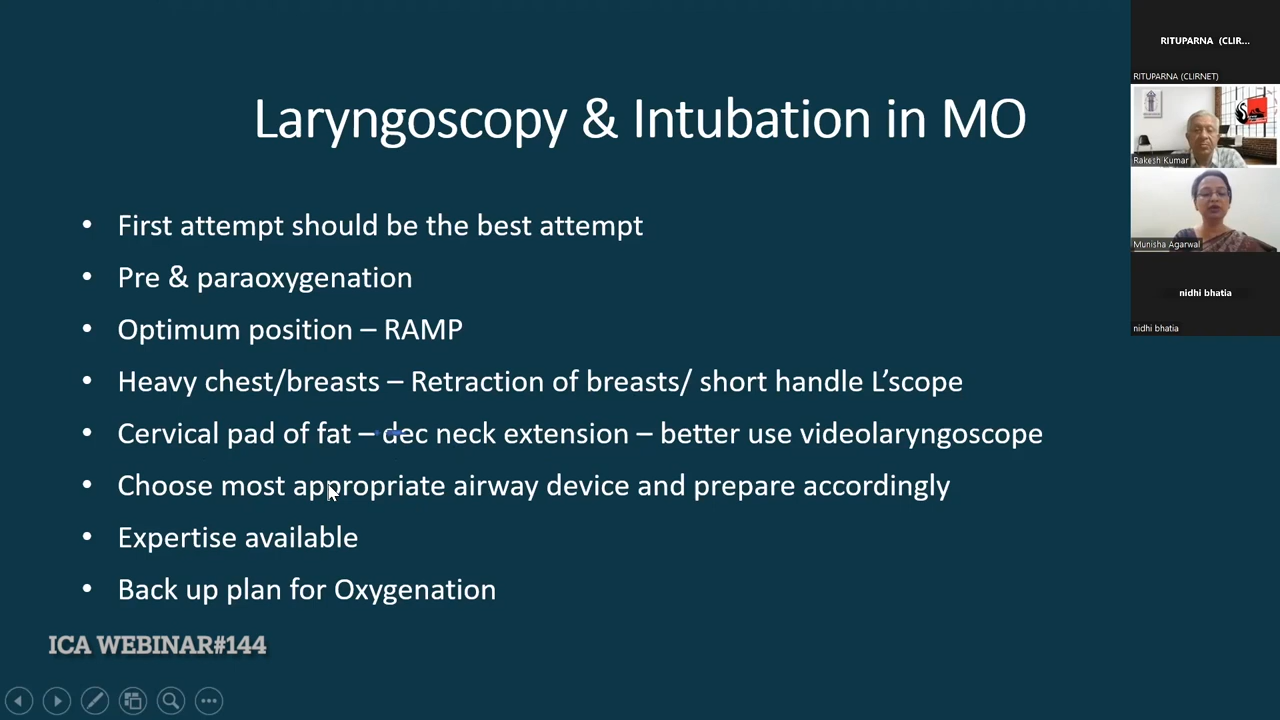 Laryngoscopy & Intubation in MO
• First attempt should be the best attempt
• Pre & paraoxygenation
• Optimum position – RAMP
• Heavy chest/breasts – Retraction of breasts/ short handle L’scope
• Cervical pad of fat – dec neck extension – better use videolaryngoscope
• Choose most appropriate airway device and prepare accordingly
• Expertise available
• Back up plan for Oxygenation
ICA WEBINAR#144
RITUPARNA (CLIR...
RITUPARNA (CLIRNET)
Rakesh Kumar
Munisha Agarwal
nidhi bhatia
nidhi bhatia